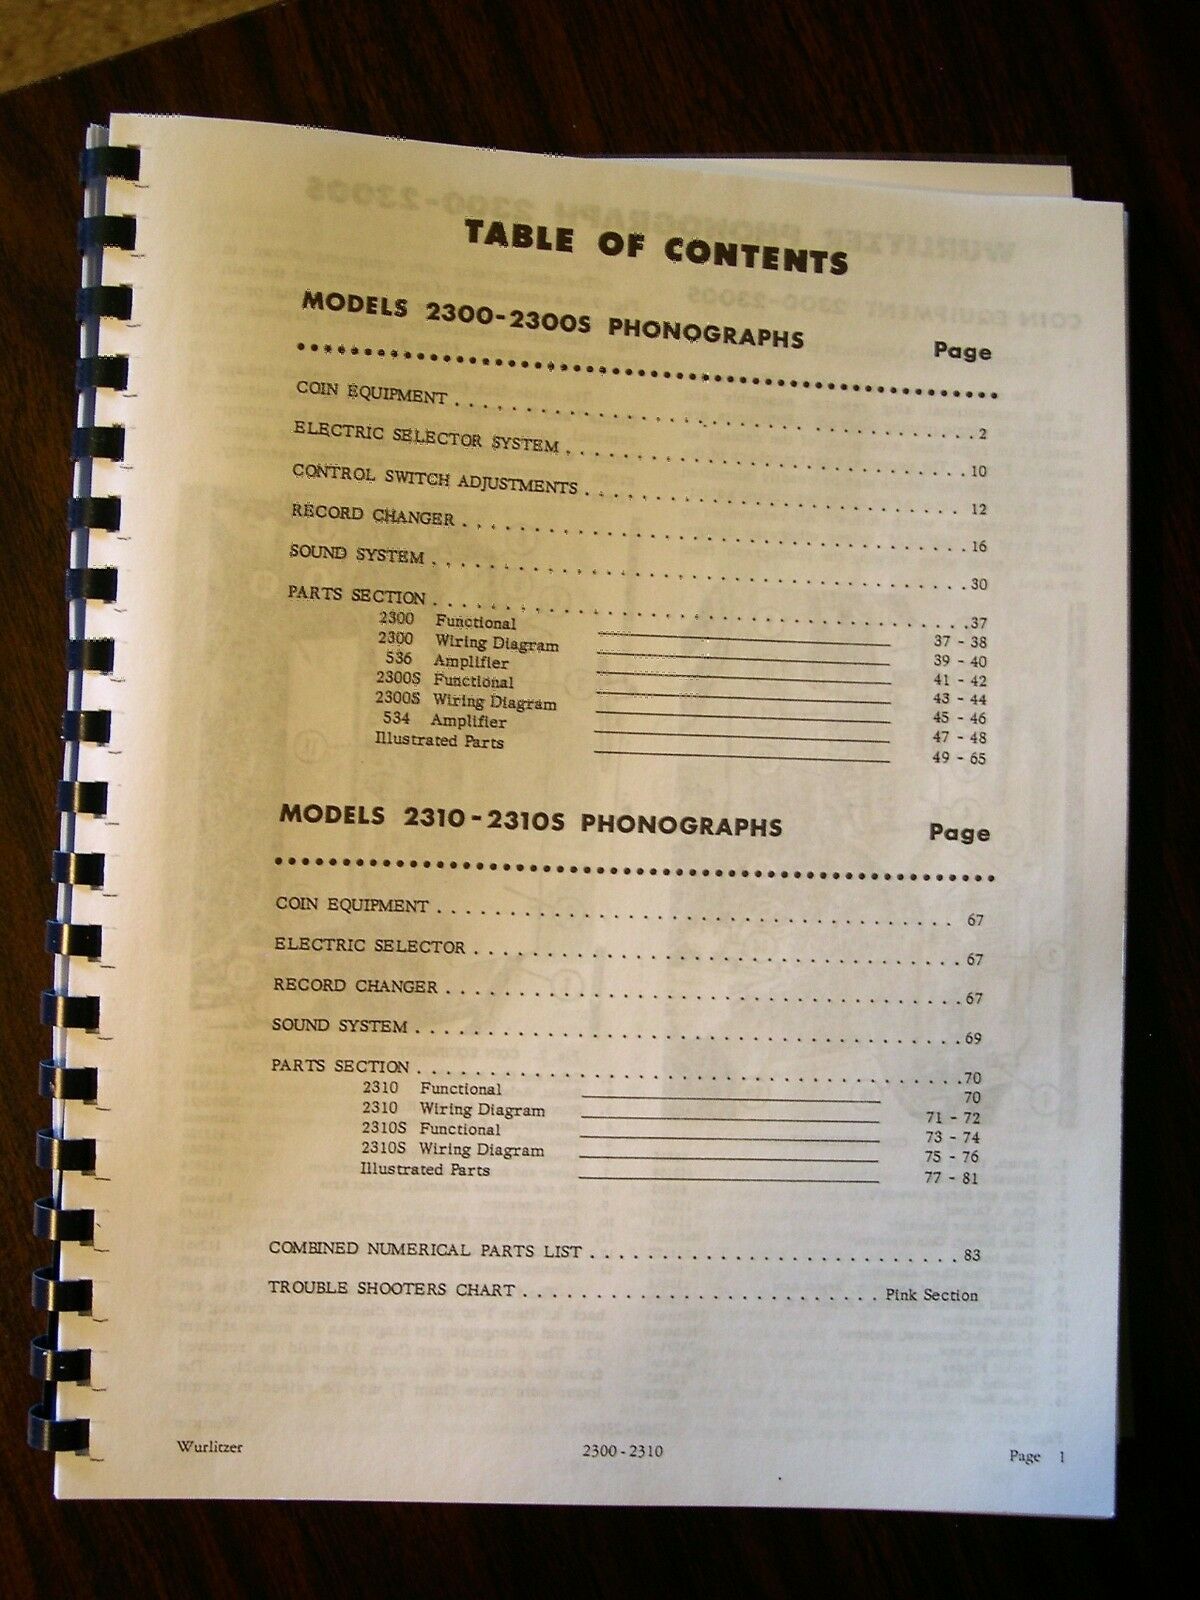 TABLE OF CONTENTS
MODELS 2300-2300S PHONOGRAPHS Page
COIN EQUIPMENT . . . . . . . . . . 2
ELECTRIC SELECTOR SYSTEM . . . . . . . . . . 10
CONTROL SWITCH ADJUSTMENTS . . . . . . . . . . 12
RECORD CHANGER . . . . . . . . . . 16
SOUND SYSTEM . . . . . . . . . . 30
PARTS SECTION . . . . . . . . . . 37
2300 Functional 37 - 38
2300 Wiring Diagram 39 - 40
536 Amplifier 41 - 42
2300S Functional 43 - 44
2300S Wiring Diagram 45 - 46
534 Amplifier 47 - 48
Illustrated Parts 49 - 65
MODELS 2310-2310S PHONOGRAPHS Page
COIN EQUIPMENT . . . . . . . . . . 67
ELECTRIC SELECTOR . . . . . . . . . . 67
RECORD CHANGER . . . . . . . . . . 67
SOUND SYSTEM . . . . . . . . . . 69
PARTS SECTION . . . . . . . . . . 70
2310 Functional 70
2310 Wiring Diagram 71 - 72
2310S Functional 73 - 74
2310S Wiring Diagram 75 - 76
Illustrated Parts 77 - 81
COMBINED NUMERICAL PARTS LIST . . . . . . . . . . 83
TROUBLE SHOOTERS CHART . . . . . . . . . . Pink Section
Wurlitzer 2300-2310 Page 1